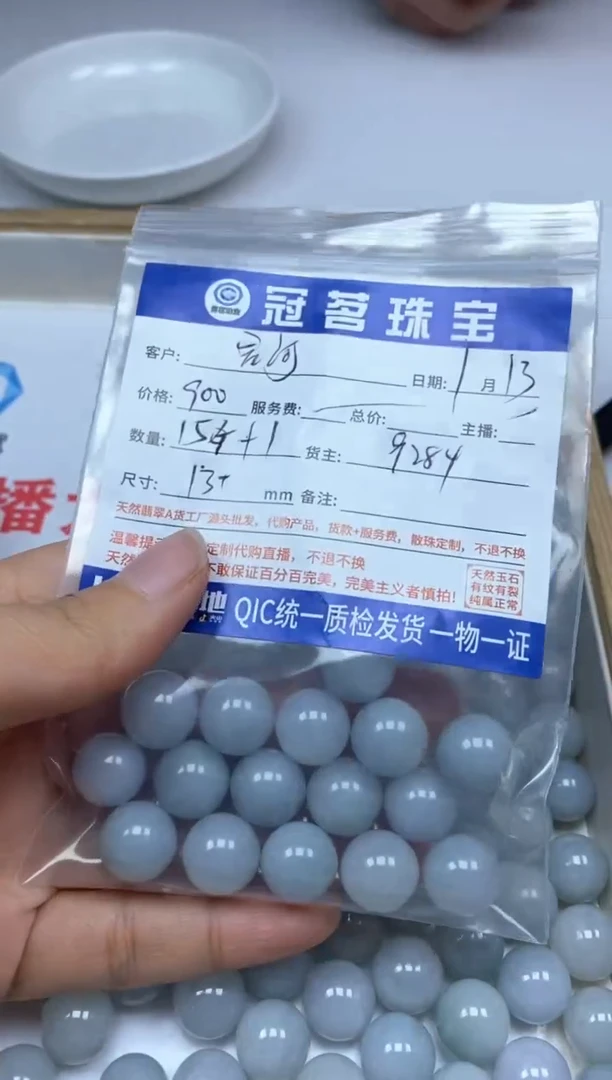 冠茗珠宝
客户: 日期: 1月13
价格: 900 服务费: 总价: 主播:
数量: 15 +1 货主: 9284
尺寸: 13+ mm 备注:
天然翡翠A货工厂源头批发，代购产品，货款+服务费，散珠定制，不退不换
温馨提 定制代购直播，不退不换
天然 不敢保证百分百完美，完美主义者慎拍!
天然玉石
有纹有裂
纯属正常
地 QIC统一质检发货 一物一证
播